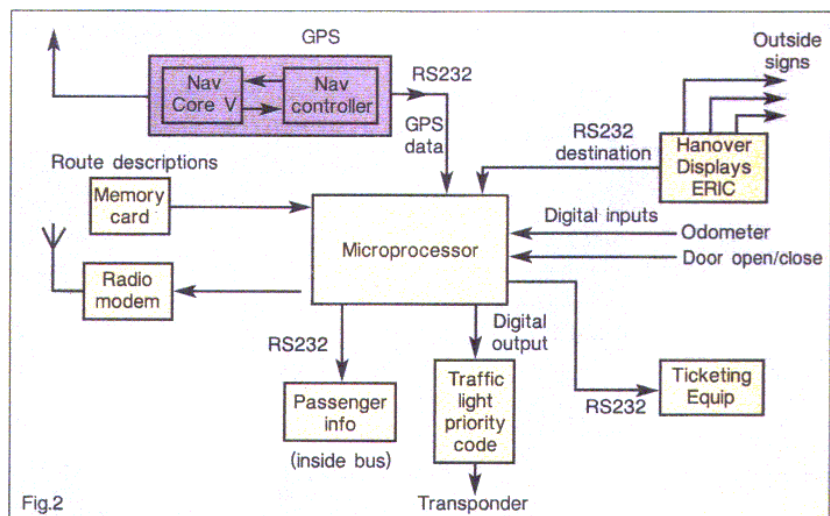 GPS
Nav
Core V
Nav
controller
RS232
GPS
data
Outside
signs
RS232
destination
Hanover
Displays
ERIC
Route descriptions
Memory
card
Microprocessor
Digital inputs
Odometer
Door open/close
Radio
modem
RS232
Passenger
info
(inside bus)
Digital
output
Traffic
light
priority
code
Transponder
RS232
Ticketing
Equip
Fig.2